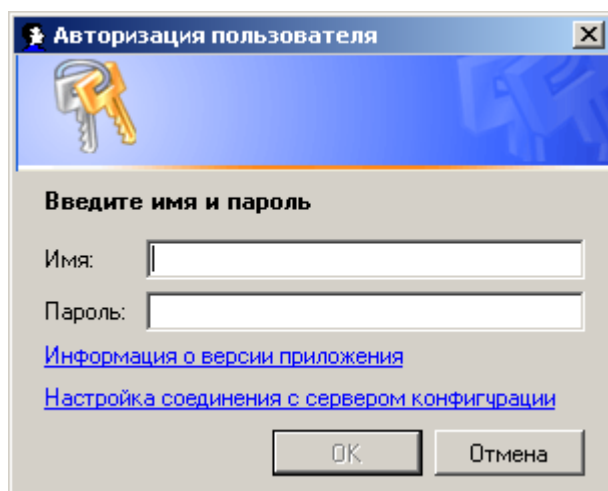 Авторизация пользователя
Введите имя и пароль
Имя:
Пароль:
Информация о версии приложения
Настройка соединения с сервером конфигурации
OK Отмена